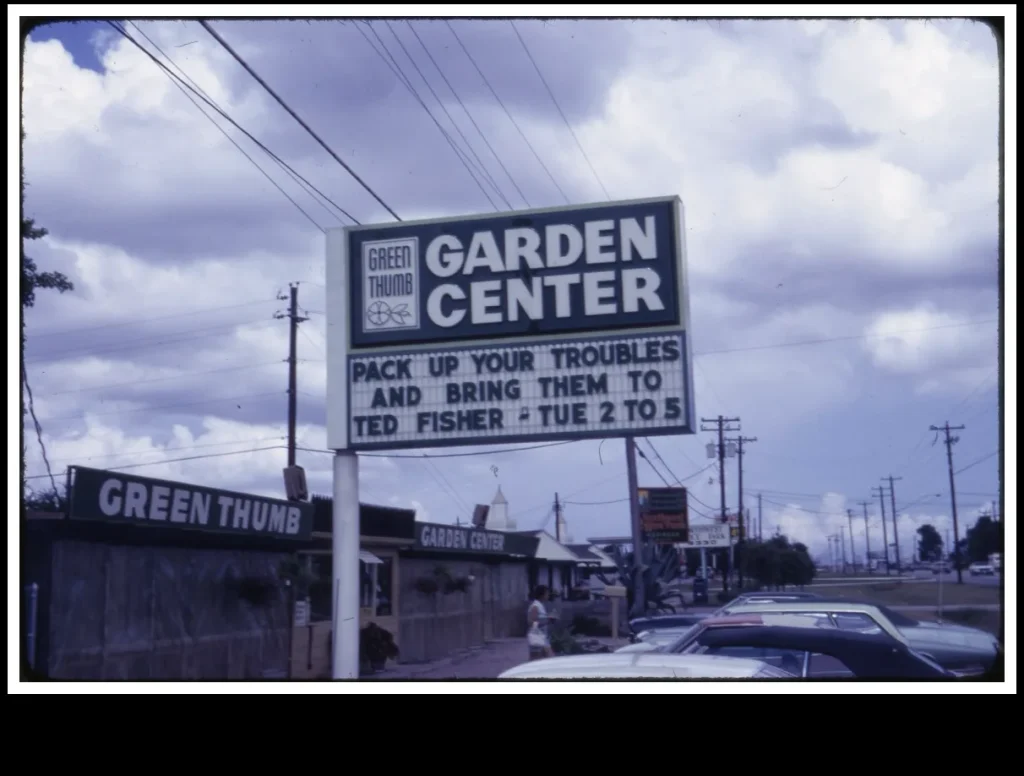 GREEN
THUMB
GARDEN
CENTER
PACK UP YOUR TROUBLES
AND BRING THEM TO
TED FISHER - TUE 2 TO 5
GREEN THUMB
GARDEN CENTER